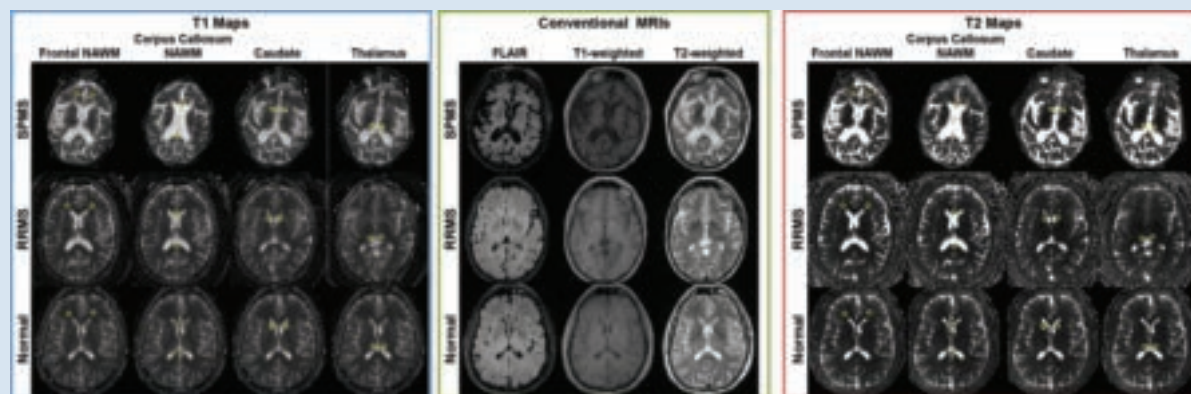 T1 Maps
Corpus Callosum
Frontal NAWM NAWM Caudate Thalamus
SPMS
RRMS
Normal
Conventional MRIs
FLAIR T1-weighted T2-weighted
SPMS
RRMS
Normal
T2 Maps
Corpus Callosum
Frontal NAWM NAWM Caudate Thalamus
SPMS
RRMS
Normal